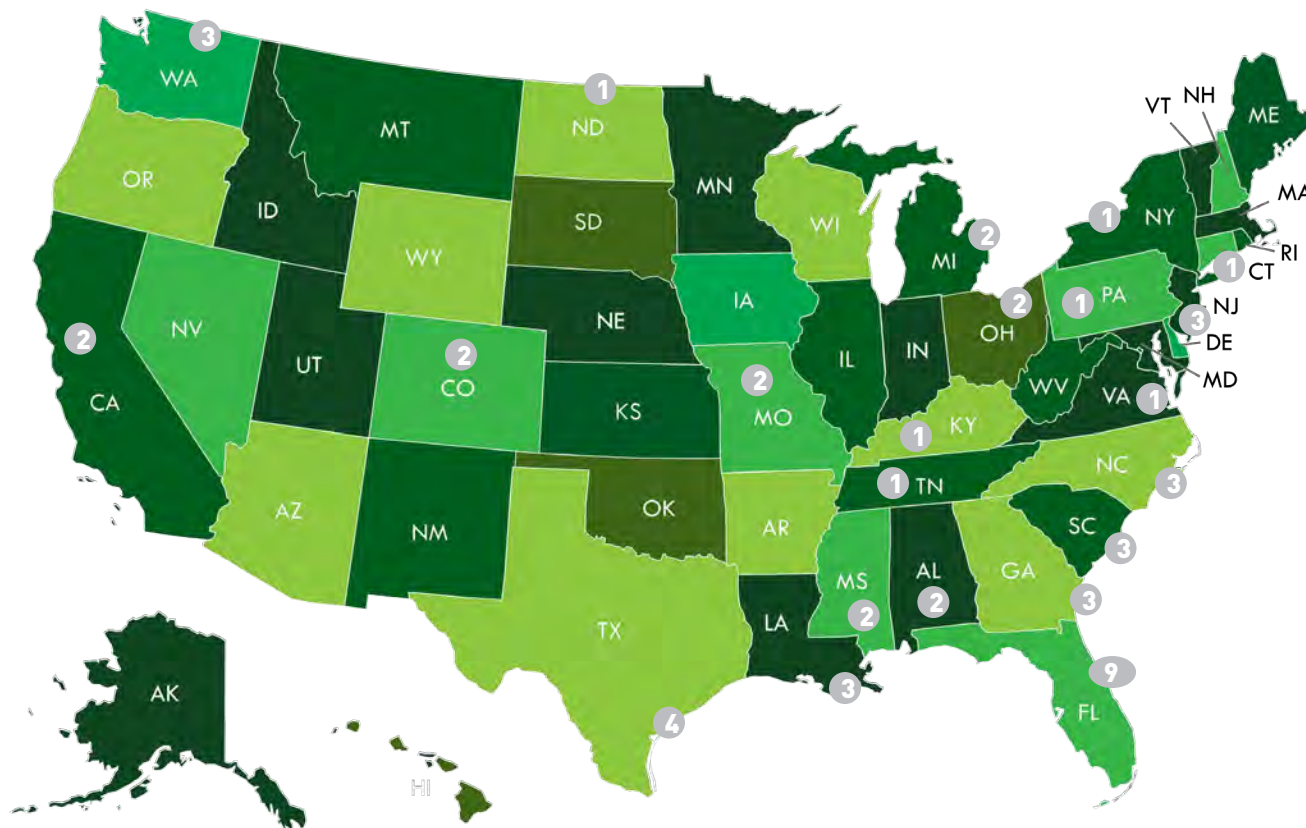 3
WA
1
ND
MT
VT
NH
ME
OR
ID
MN
WI
MA
SD
1
NY
2
MI
WY
RI
1
CT
IA
2
OH
1
PA
NJ
3
DE
NE
NV
2
CO
UT
IL
IN
MD
2
CA
2
MO
WV
VA
1
KS
1
KY
NC
3
1
TN
AZ
NM
OK
AR
SC
3
MS
2
AL
2
GA
3
TX
LA
3
9
FL
AK
4
HI